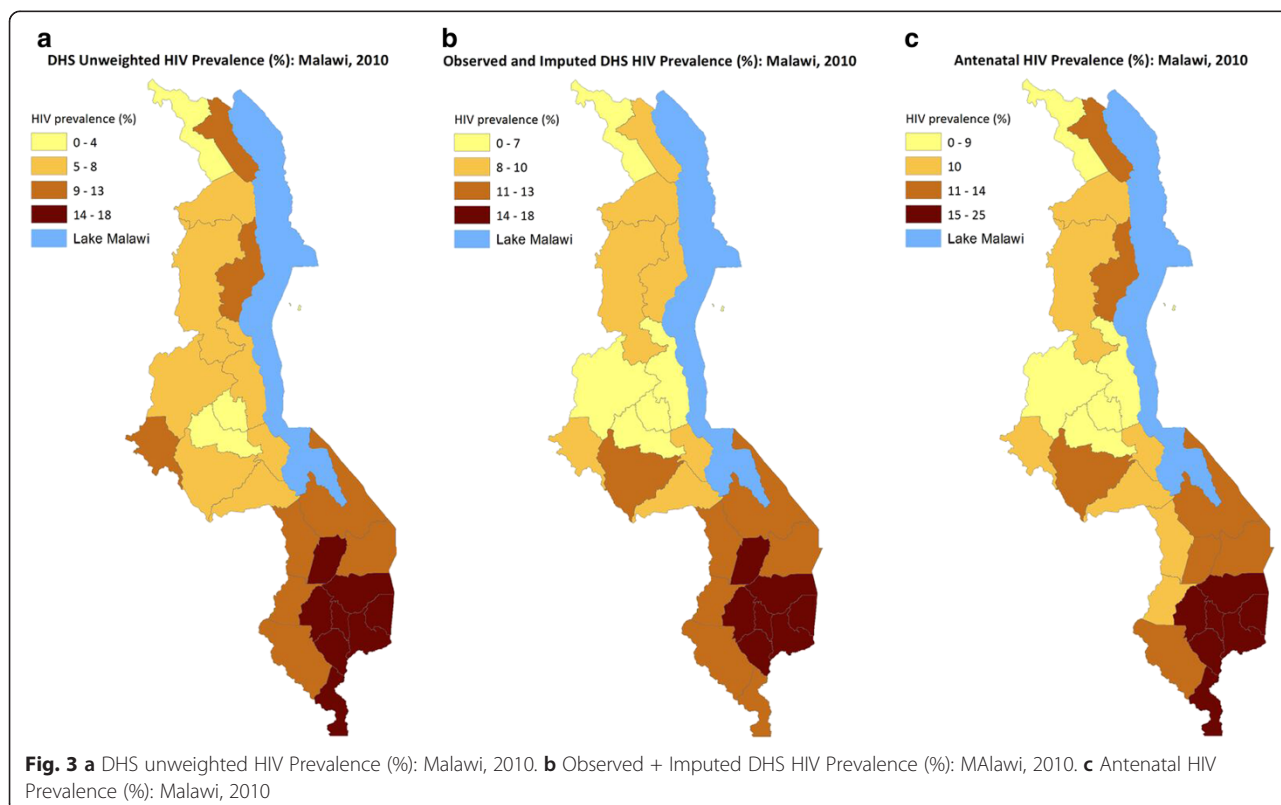 a
DHS Unweighted HIV Prevalence (%): Malawi, 2010
HIV prevalence (%)
0 - 4
5 - 8
9 - 13
14 - 18
Lake Malawi
b
Observed and Imputed DHS HIV Prevalence (%): Malawi, 2010
HIV prevalence (%)
0 - 7
8 - 10
11 - 13
14 - 18
Lake Malawi
c
Antenatal HIV Prevalence (%): Malawi, 2010
HIV prevalence (%)
0 - 9
10
11 - 14
15 - 25
Lake Malawi
Fig. 3 a DHS unweighted HIV Prevalence (%): Malawi, 2010. b Observed + Imputed DHS HIV Prevalence (%): MAlawi, 2010. c Antenatal HIV
Prevalence (%): Malawi, 2010